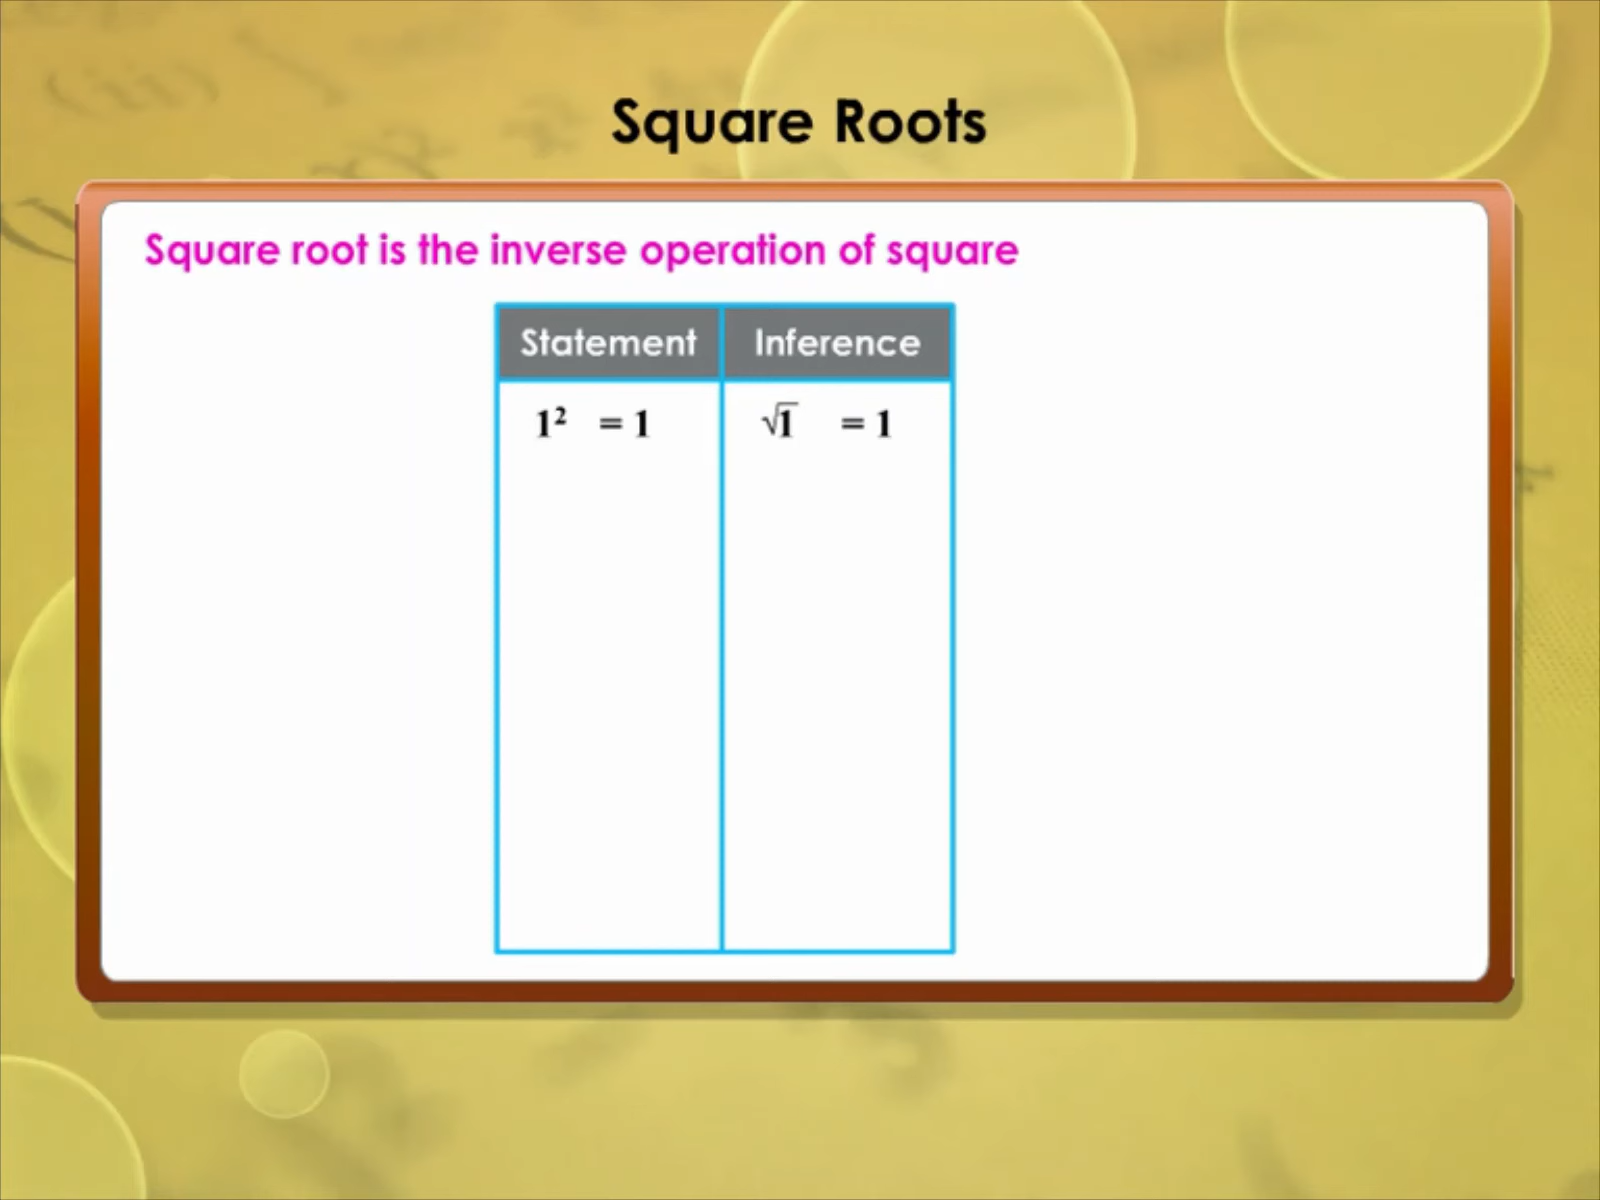 Square Roots
Square root is the inverse operation of square
Statement Inference
1² = 1 √1 = 1